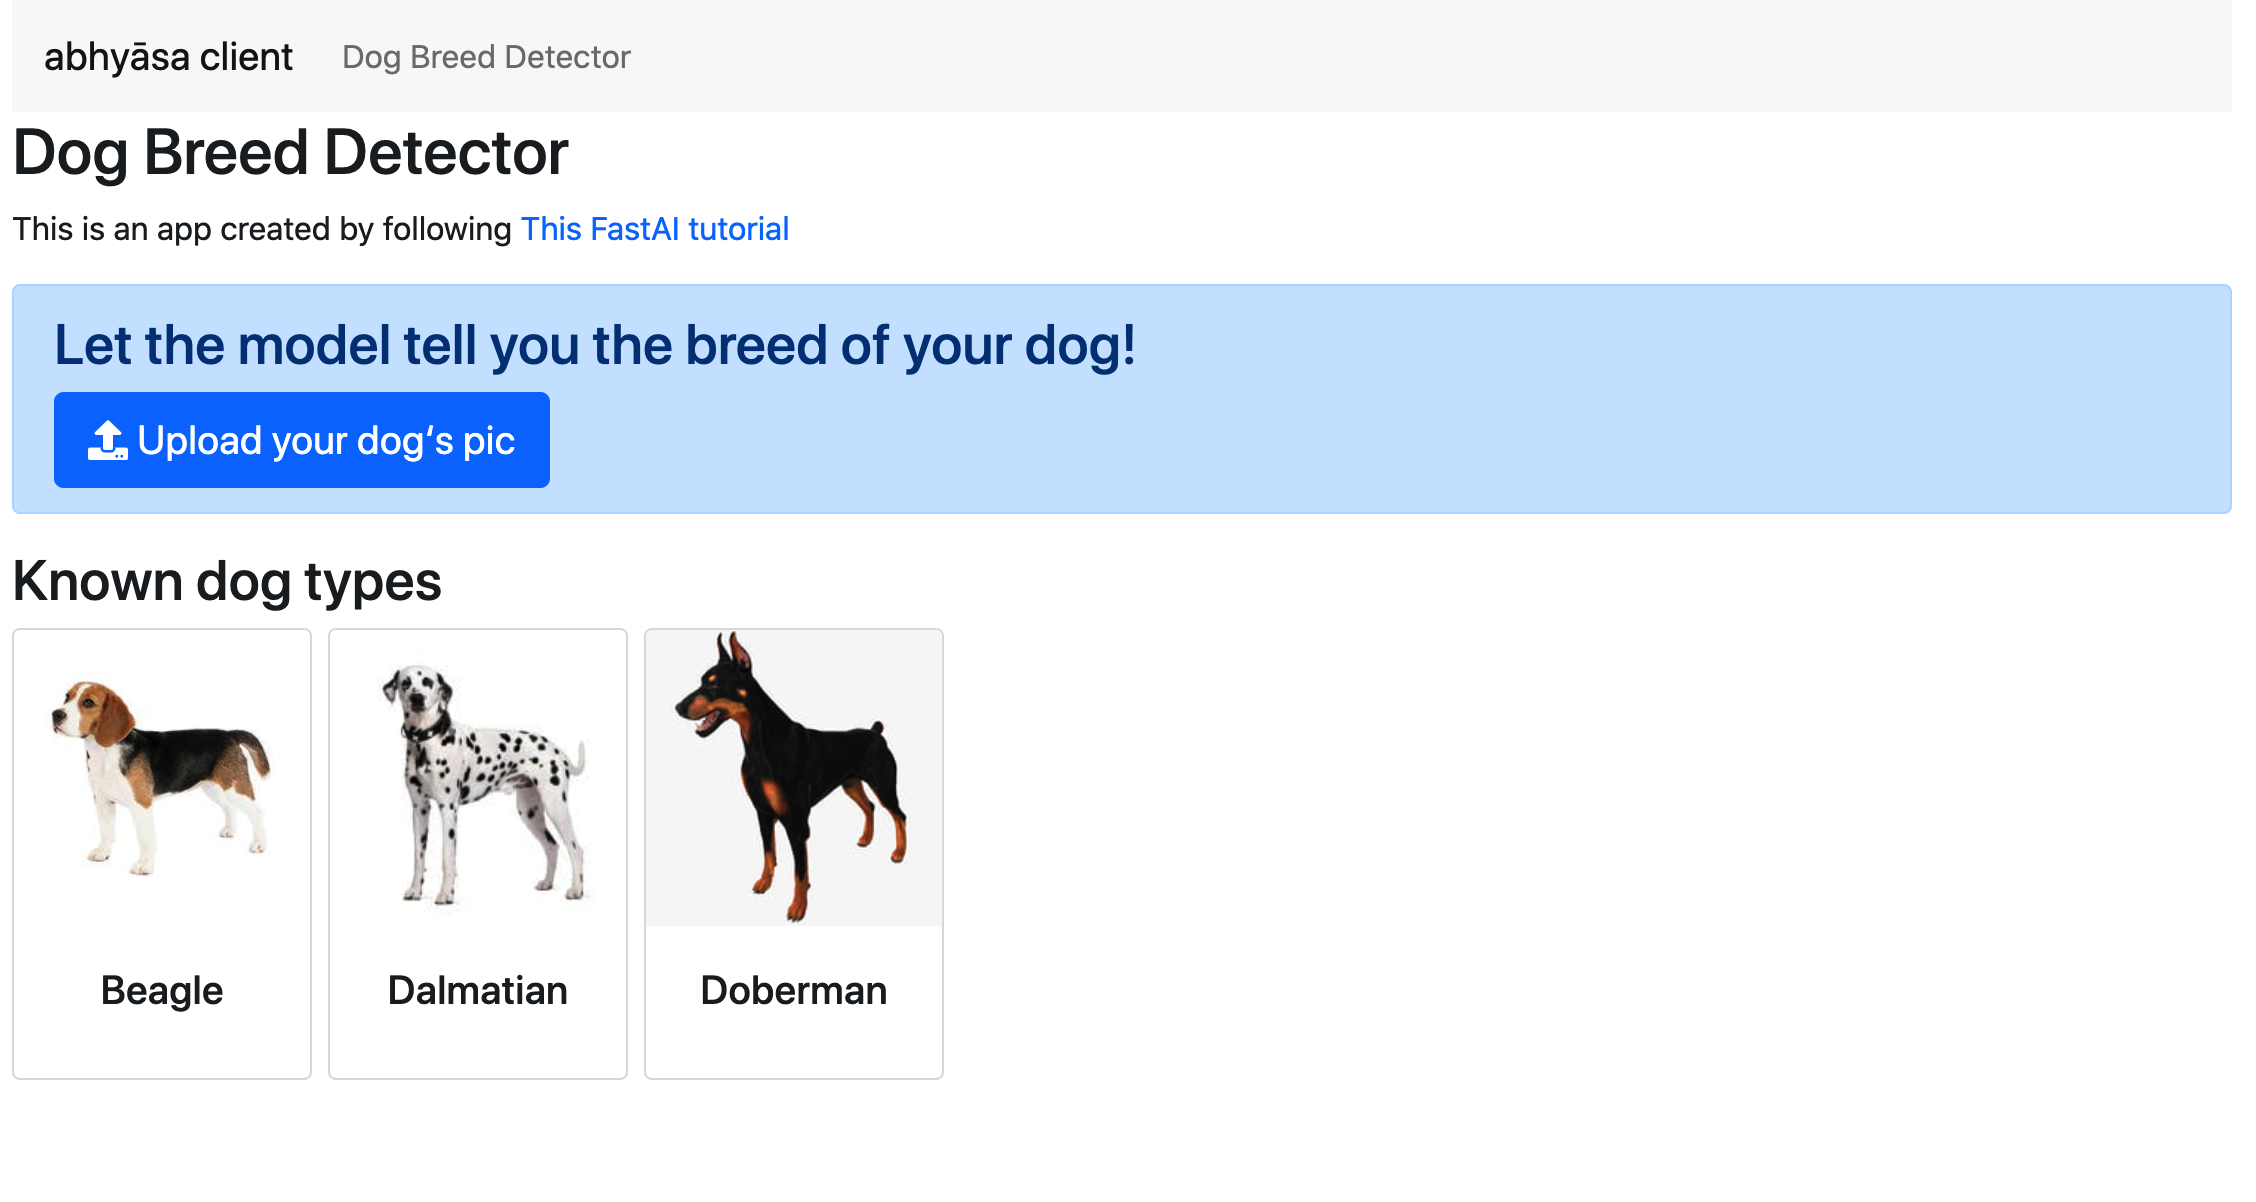 abhyāsa client Dog Breed Detector
Dog Breed Detector
This is an app created by following This FastAI tutorial
Let the model tell you the breed of your dog!
Upload your dog‘s pic
Known dog types
Beagle Dalmatian Doberman